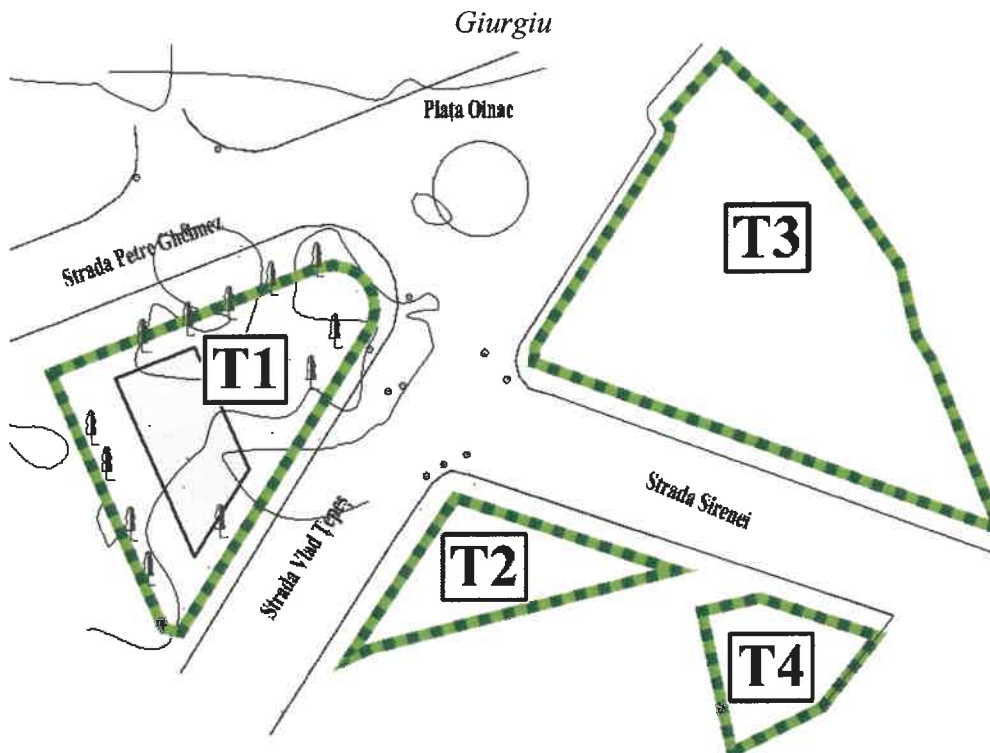 Giurgiu
Piața Oinac
T3
Strada Petre Ghelmez
T1
Strada Sirenei
Strada Vlad Țepeș
T2
T4